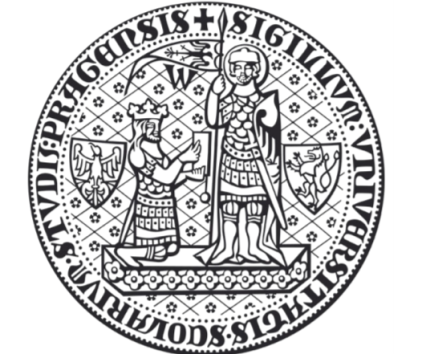 + SIGILLVM : VNIVERSITATIS · SCOLARIVM · STVDII : PRAGENSIS
W